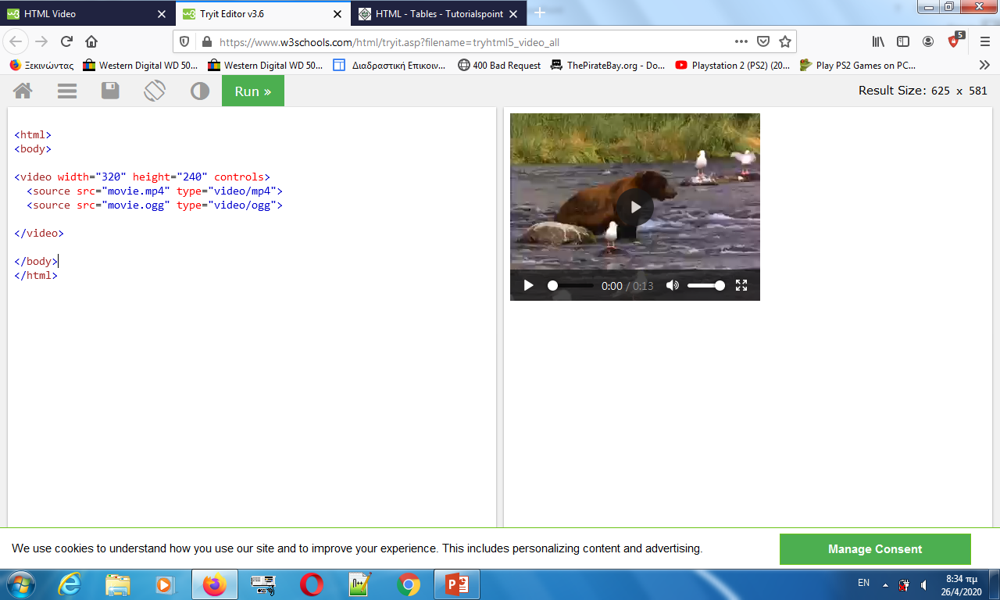 HTML Video
Tryit Editor v3.6
HTML - Tables - Tutorialspoint
https://www.w3schools.com/html/tryit.asp?filename=tryhtml5_video_all
5
Ξεκινώντας
Western Digital WD 50...
Western Digital WD 50...
Διαδραστική Επικοιν...
400 Bad Request
ThePirateBay.org - Do...
Playstation 2 (PS2) (20...
Play PS2 Games on PC...
Run »
Result Size: 625 x 581
<html>
<body>
<video width="320" height="240" controls>
<source src="movie.mp4" type="video/mp4">
<source src="movie.ogg" type="video/ogg">
</video>
</body>
</html>
0:00 / 0:13
We use cookies to understand how you use our site and to improve your experience. This includes personalizing content and advertising.
Manage Consent
EN
8:34 πμ
26/4/2020